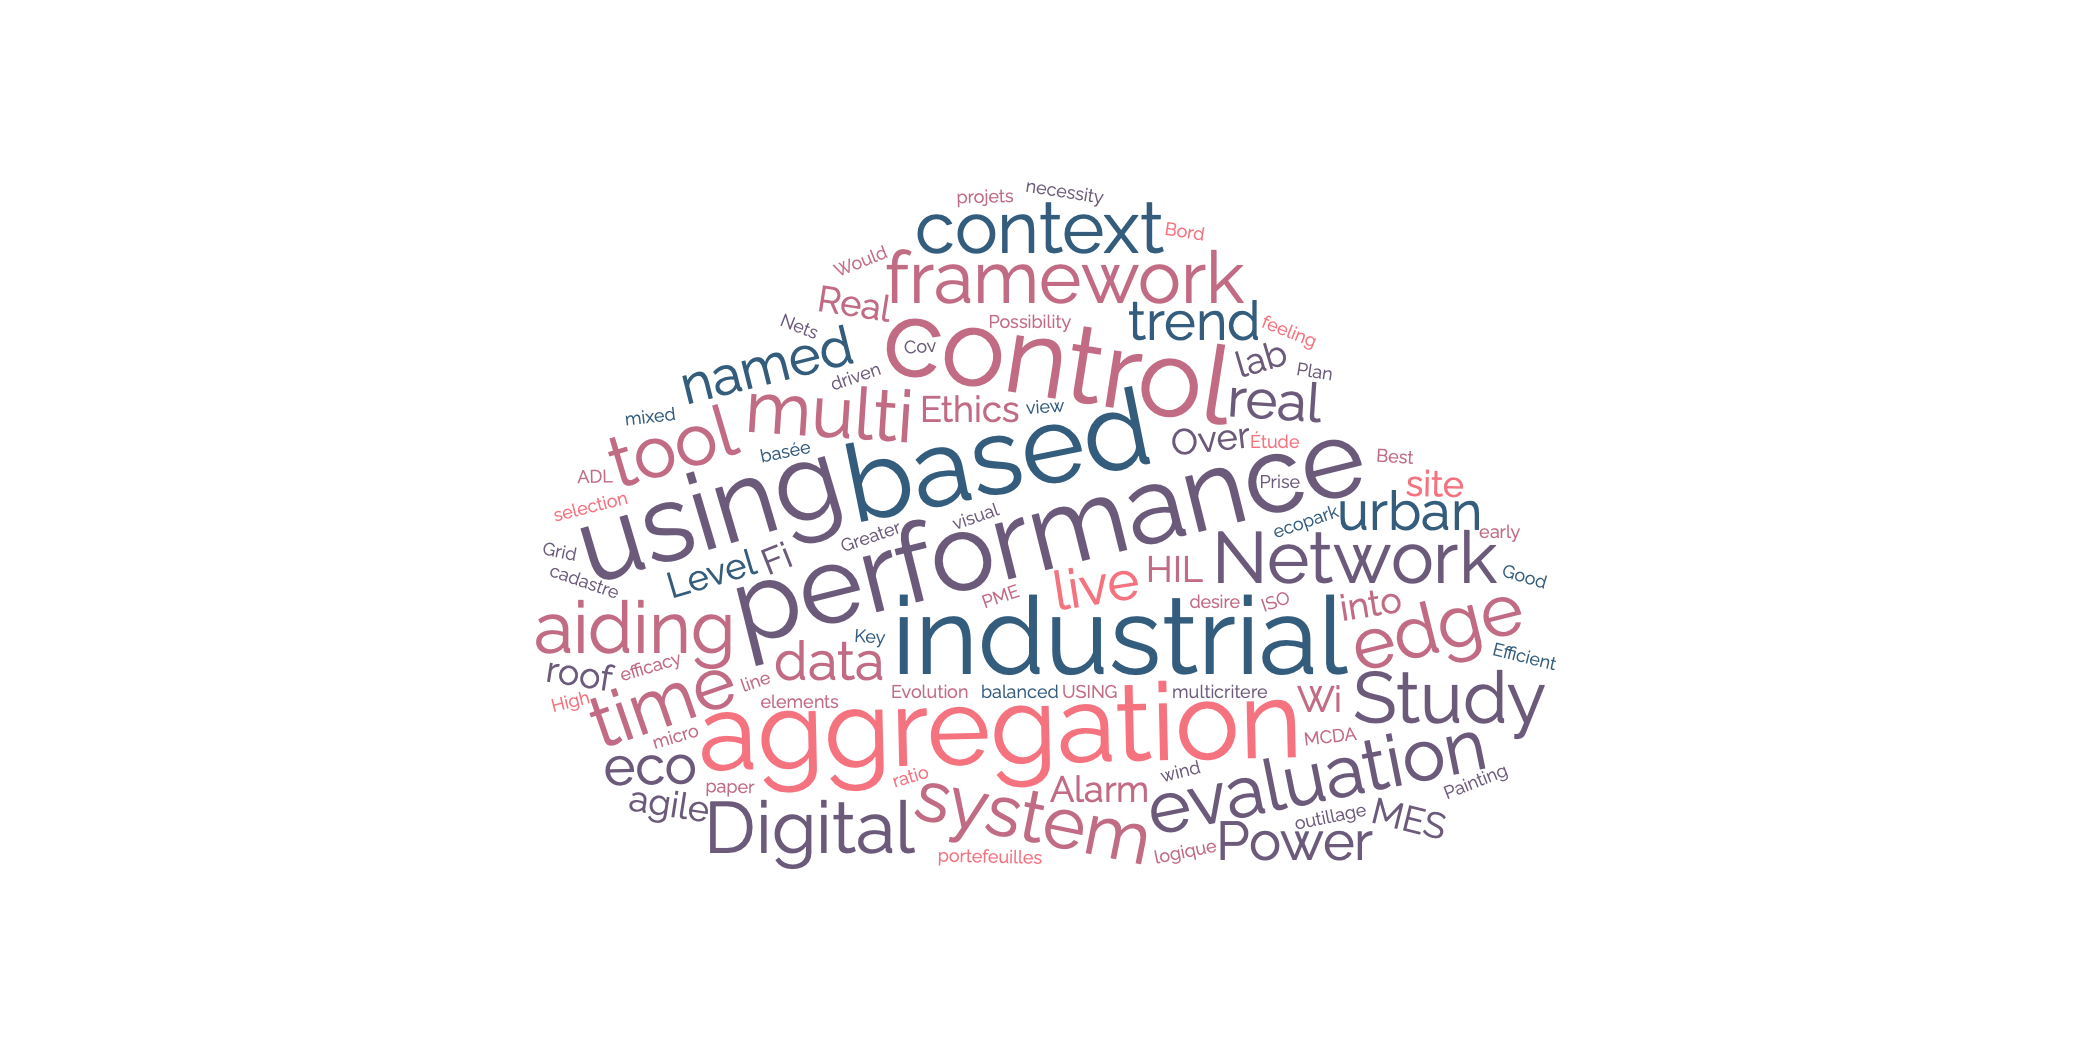 projets
necessity
context
Bord
Would
framework
Real
Possibility
trend
feeling
Nets
control
Cov
named
driven
lab
Plan
mixed
multi
Ethics
view
real
tool
basée
based
Over
Étude
ADL
using
performance
Prise
Best
site
selection
Greater
visual
ecopark
urban
early
Grid
Level
Fi
HIL
Network
cadastre
PME
live
desire
ISO
into
Good
aiding
Key
industrial
edge
roof
efficacy
data
Efficient
High
time
line
elements
Evolution
balanced
USING
multicritere
Wi
Study
micro
aggregation
MCDA
eco
paper
ratio
Alarm
wind
evaluation
Painting
agile
Digital
system
outillage
MES
portefeuilles
logique
Power